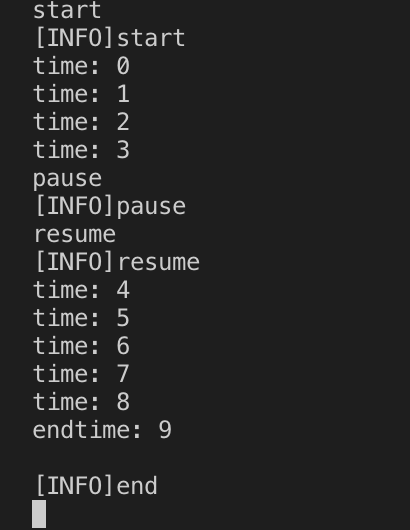 start
[INFO]start
time: 0
time: 1
time: 2
time: 3
pause
[INFO]pause
resume
[INFO]resume
time: 4
time: 5
time: 6
time: 7
time: 8
endtime: 9
[INFO]end